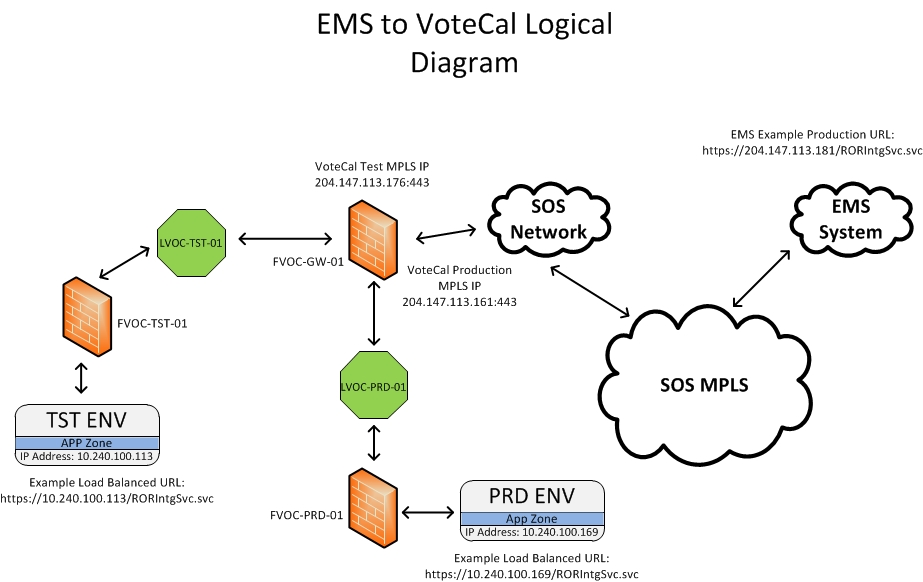 EMS to VoteCal Logical
Diagram
EMS Example Production URL:
https://204.147.113.181/RORIntgSvc.svc
VoteCal Test MPLS IP
204.147.113.176:443
SOS
Network
EMS
System
LVOC-TST-01
FVOC-GW-01
VoteCal Production
MPLS IP
204.147.113.161:443
FVOC-TST-01
SOS MPLS
LVOC-PRD-01
TST ENV
APP Zone
IP Address: 10.240.100.113
Example Load Balanced URL:
https://10.240.100.113/RORIntgSvc.svc
FVOC-PRD-01
PRD ENV
App Zone
IP Address: 10.240.100.169
Example Load Balanced URL:
https://10.240.100.169/RORIntgSvc.svc